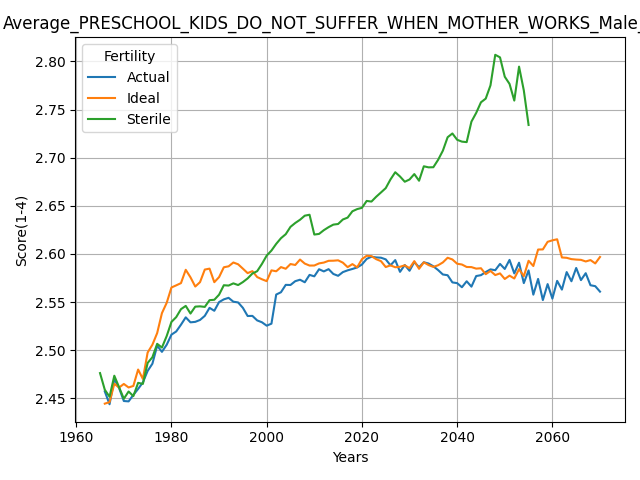 Average_PRESCHOOL_KIDS_DO_NOT_SUFFER_WHEN_MOTHER_WORKS_Male_
Fertility
Actual
Ideal
Sterile
Score(1-4)
2.80
2.75
2.70
2.65
2.60
2.55
2.50
2.45
1960 1980 2000 2020 2040 2060
Years